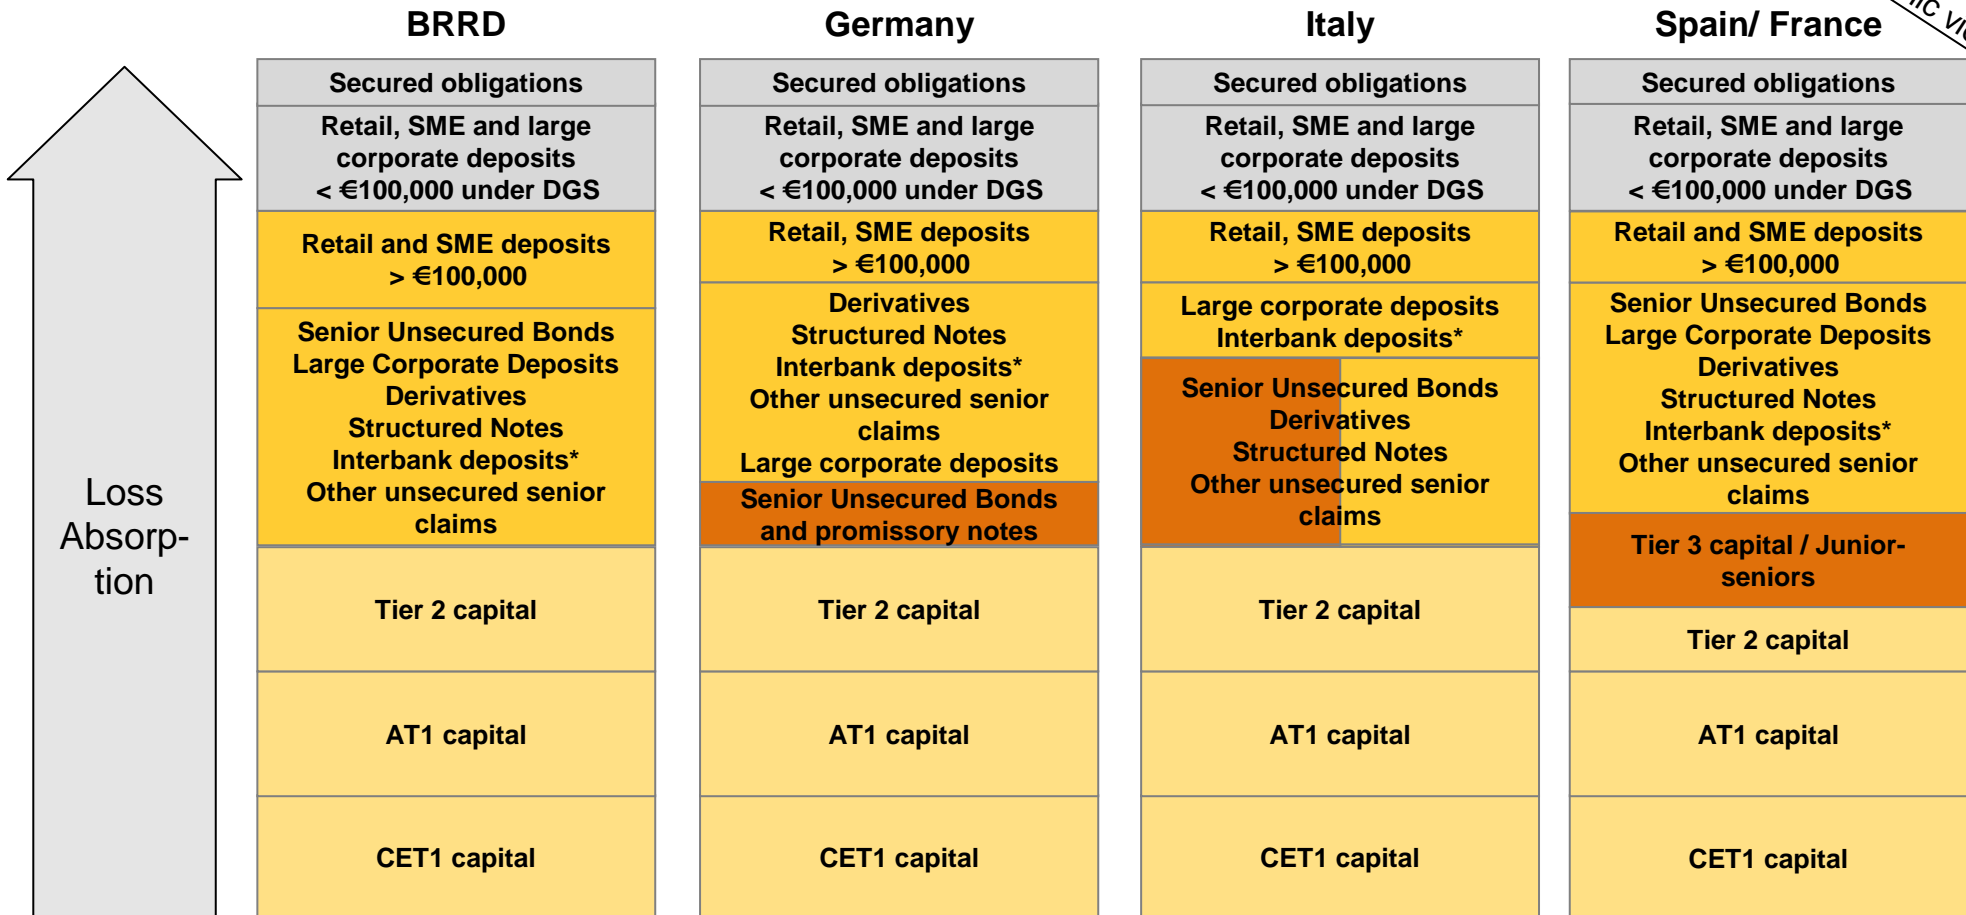 BRRD
Germany
Italy
Spain/ France
Loss
Absorp-
tion
Secured obligations
Retail, SME and large
corporate deposits
< €100,000 under DGS
Retail and SME deposits
> €100,000
Senior Unsecured Bonds
Large Corporate Deposits
Derivatives
Structured Notes
Interbank deposits*
Other unsecured senior
claims
Tier 2 capital
AT1 capital
CET1 capital
Secured obligations
Retail, SME and large
corporate deposits
< €100,000 under DGS
Retail, SME deposits
> €100,000
Derivatives
Structured Notes
Interbank deposits*
Other unsecured senior
claims
Large corporate deposits
Senior Unsecured Bonds
and promissory notes
Tier 2 capital
AT1 capital
CET1 capital
Secured obligations
Retail, SME and large
corporate deposits
< €100,000 under DGS
Retail, SME deposits
> €100,000
Large corporate deposits
Interbank deposits*
Senior Unsecured Bonds
Derivatives
Structured Notes
Other unsecured senior
claims
Tier 2 capital
AT1 capital
CET1 capital
Secured obligations
Retail, SME and large
corporate deposits
< €100,000 under DGS
Retail and SME deposits
> €100,000
Senior Unsecured Bonds
Large Corporate Deposits
Derivatives
Structured Notes
Interbank deposits*
Other unsecured senior
claims
Tier 3 capital / Junior-
seniors
Tier 2 capital
AT1 capital
CET1 capital